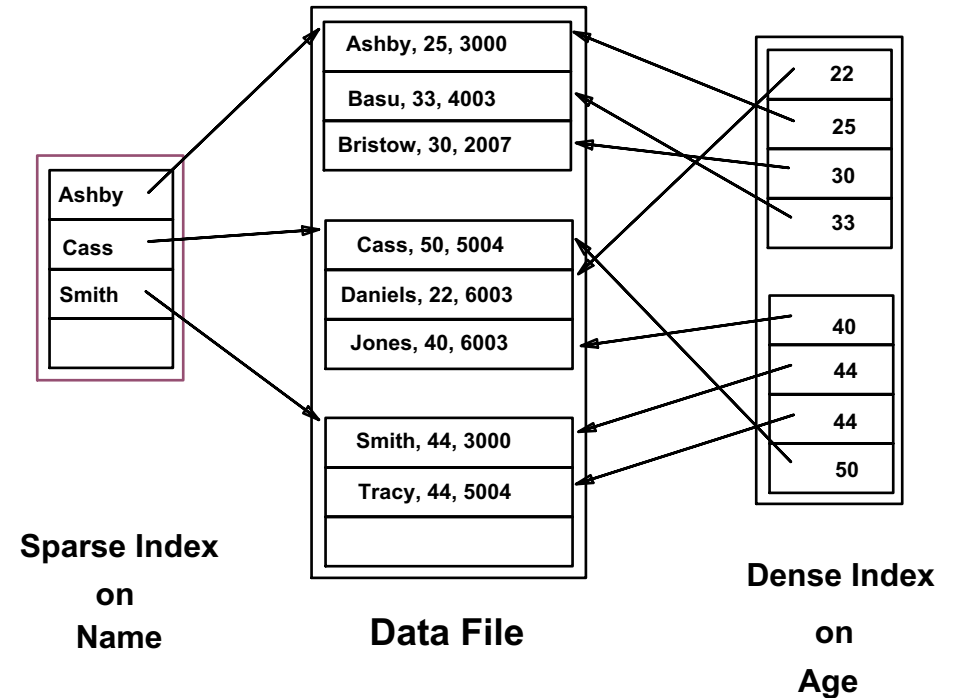 Ashby
Cass
Smith
Sparse Index
on
Name
Ashby, 25, 3000
Basu, 33, 4003
Bristow, 30, 2007
Cass, 50, 5004
Daniels, 22, 6003
Jones, 40, 6003
Smith, 44, 3000
Tracy, 44, 5004
Data File
22
25
30
33
40
44
44
50
Dense Index
on
Age